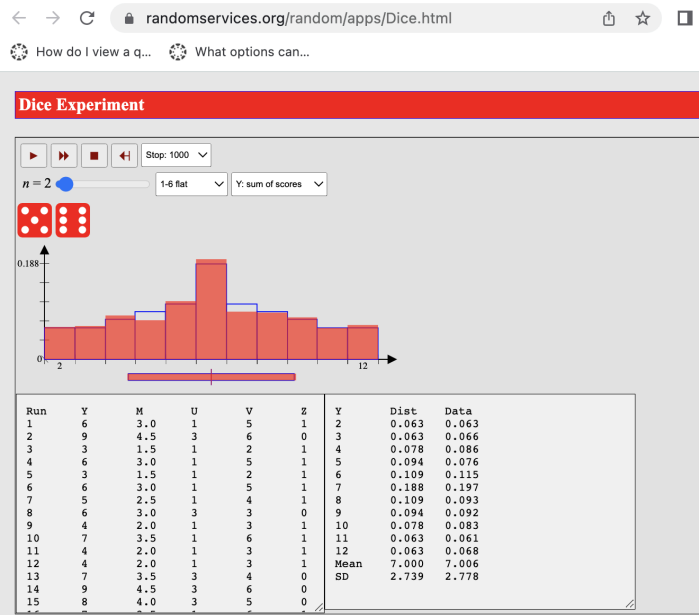 randomservices.org/random/apps/Dice.html
How do I view a q... What options can...
Dice Experiment
Stop: 1000
n = 2 1-6 flat Y: sum of scores
0.188
0
2 12
Run Y M U V Z
1 6 3.0 1 5 1
2 9 4.5 3 6 0
3 3 1.5 1 2 1
4 6 3.0 1 5 1
5 3 1.5 1 2 1
6 6 3.0 1 5 1
7 5 2.5 1 4 1
8 6 3.0 3 3 0
9 4 2.0 1 3 1
10 7 3.5 1 6 1
11 4 2.0 1 3 1
12 4 2.0 1 3 1
13 7 3.5 3 4 0
14 9 4.5 3 6 0
15 8 4.0 3 5 0
Y Dist Data
2 0.063 0.063
3 0.063 0.066
4 0.078 0.086
5 0.094 0.076
6 0.109 0.115
7 0.188 0.197
8 0.109 0.093
9 0.094 0.092
10 0.078 0.083
11 0.063 0.061
12 0.063 0.068
Mean 7.000 7.006
SD 2.739 2.778